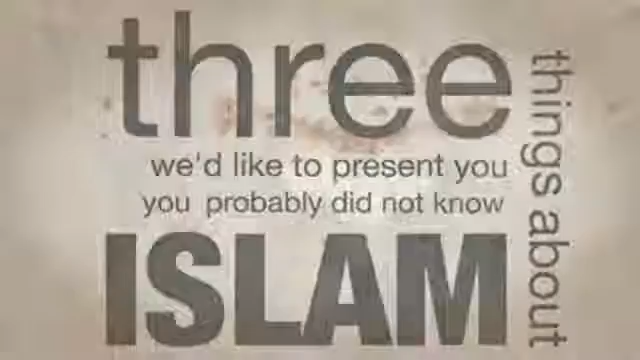 we'd like to present you
three
things about
ISLAM
you probably did not know